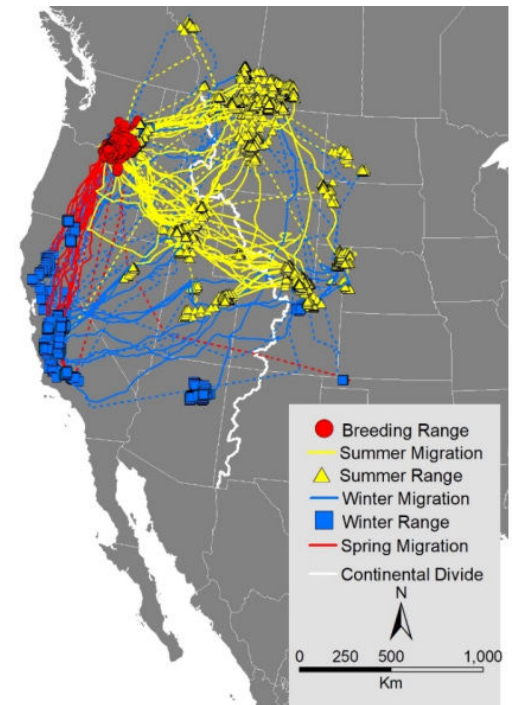 Breeding Range
Summer Migration
Summer Range
Winter Migration
Winter Range
Spring Migration
Continental Divide
N
0 250 500 1,000
Km